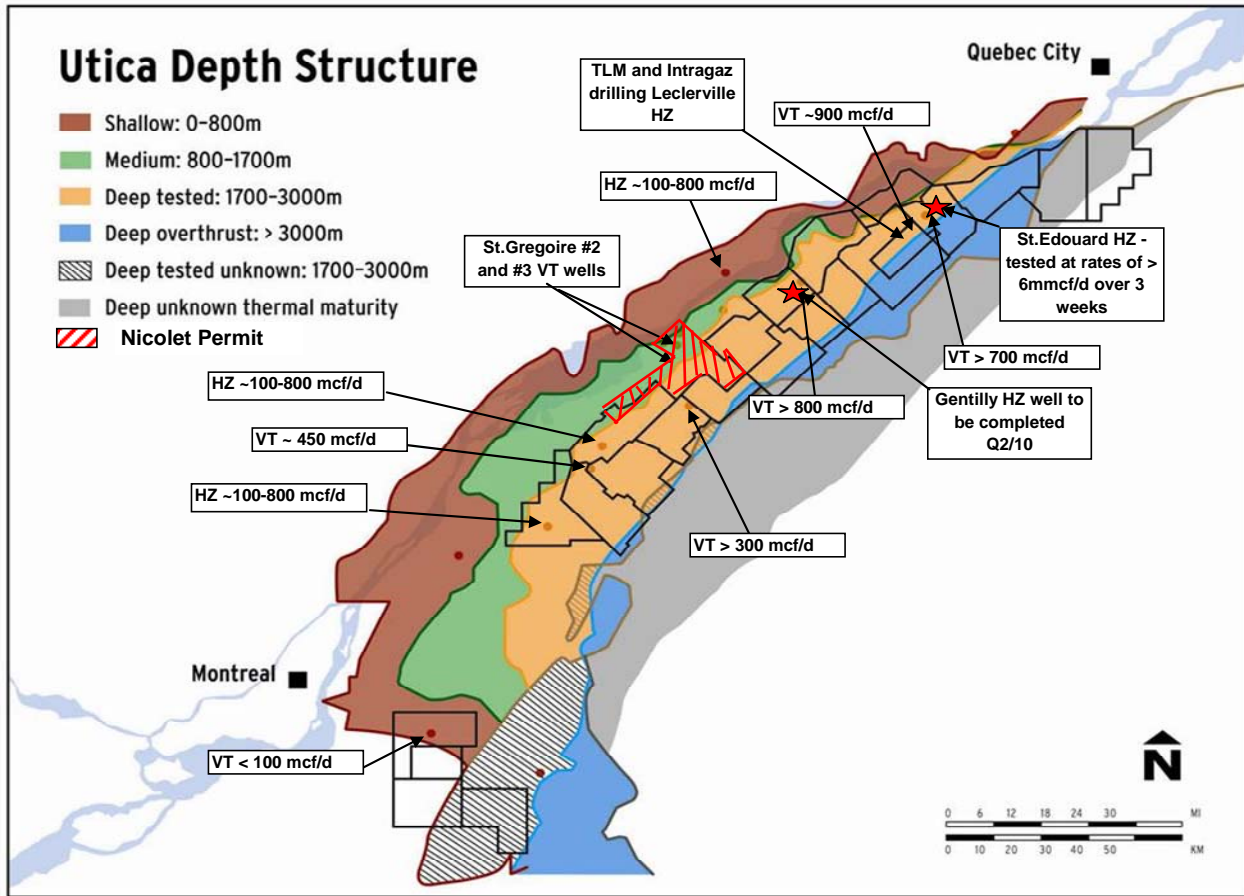 Utica Depth Structure
Shallow: 0-800m
Medium: 800-1700m
Deep tested: 1700-3000m
Deep overthrust: > 3000m
Deep tested unknown: 1700-3000m
Deep unknown thermal maturity
Nicolet Permit
Quebec City
TLM and Intragaz
drilling Leclerville
HZ
VT ~900 mcf/d
HZ ~100-800 mcf/d
St.Gregoire #2
and #3 VT wells
St.Edouard HZ -
tested at rates of >
6mmcf/d over 3
weeks
VT > 700 mcf/d
HZ ~100-800 mcf/d
VT > 800 mcf/d
Gentilly HZ well to
be completed
Q2/10
VT ~ 450 mcf/d
HZ ~100-800 mcf/d
VT > 300 mcf/d
Montreal
VT < 100 mcf/d
N
0 6 12 18 24 30 MI
0 10 20 30 40 50 KM